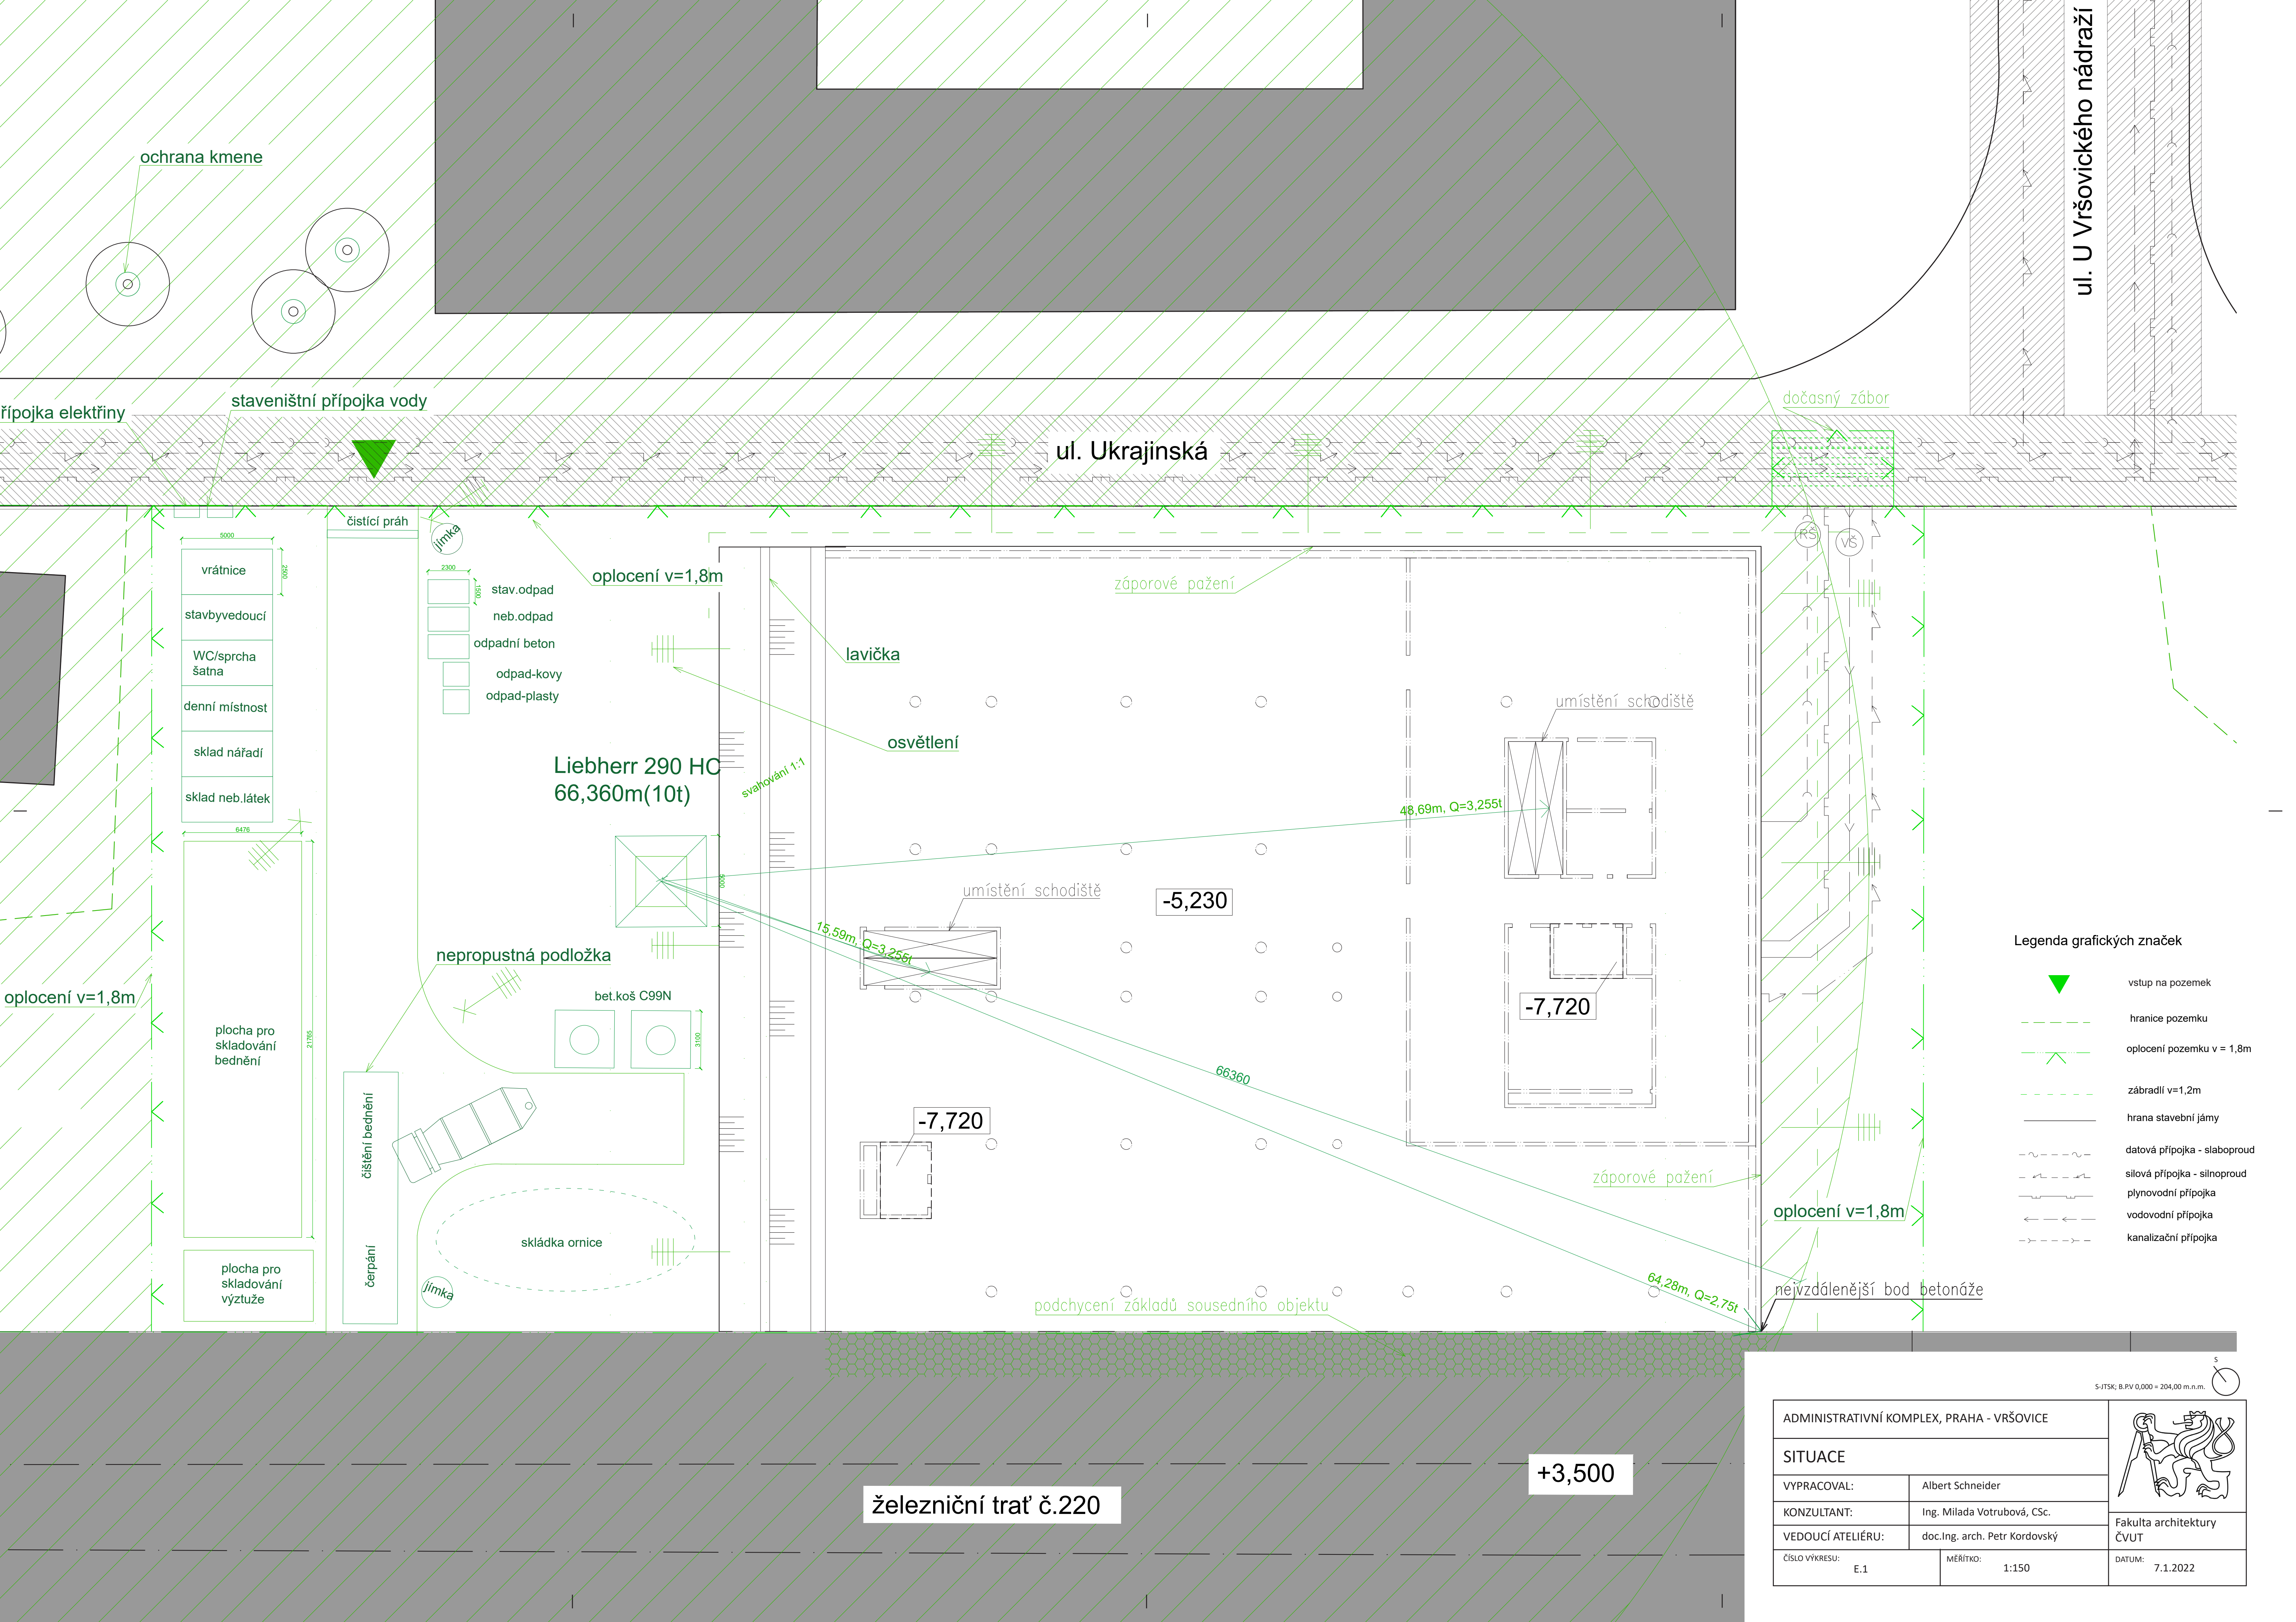 ul. U Vršovického nádraží
ochrana kmene
řípojka elektřiny
staveništní přípojka vody
dočasný zábor
ul. Ukrajinská
čistící práh
jímka
RŠ
VŠ
5000
2500
vrátnice
stavbyvedoucí
WC/sprcha
šatna
denní místnost
sklad nářadí
sklad neb.látek
2300
1500
stav.odpad
neb.odpad
odpadní beton
odpad-kovy
odpad-plasty
oplocení v=1,8m
záporové pažení
lavička
umístění schodiště
osvětlení
Liebherr 290 HC
66,360m(10t)
svahování 1:1
48,69m, Q=3,255t
6476
5000
umístění schodiště
-5,230
15,59m, Q=3,255t
nepropustná podložka
oplocení v=1,8m
bet.koš C99N
3100
-7,720
plocha pro
skladování
bednění
21765
66360
-7,720
čištění bednění
čerpání
záporové pažení
oplocení v=1,8m
skládka ornice
plocha pro
skladování
výztuže
jímka
64,28m, Q=2,75t
nejvzdálenější bod betonáže
podchycení základů sousedního objektu
Legenda grafických značek
vstup na pozemek
hranice pozemku
oplocení pozemku v = 1,8m
zábradlí v=1,2m
hrana stavební jámy
datová přípojka - slaboproud
silová přípojka - silnoproud
plynovodní přípojka
vodovodní přípojka
kanalizační přípojka
+3,500
železniční trať č.220
S
S-JTSK; B.P.V 0,000 = 204,00 m.n.m.
ADMINISTRATIVNÍ KOMPLEX, PRAHA - VRŠOVICE
SITUACE
VYPRACOVAL: Albert Schneider
KONZULTANT: Ing. Milada Votrubová, CSc.
VEDOUCÍ ATELIÉRU: doc.Ing. arch. Petr Kordovský
Fakulta architektury
ČVUT
ČÍSLO VÝKRESU: E.1
MĚŘÍTKO: 1:150
DATUM: 7.1.2022